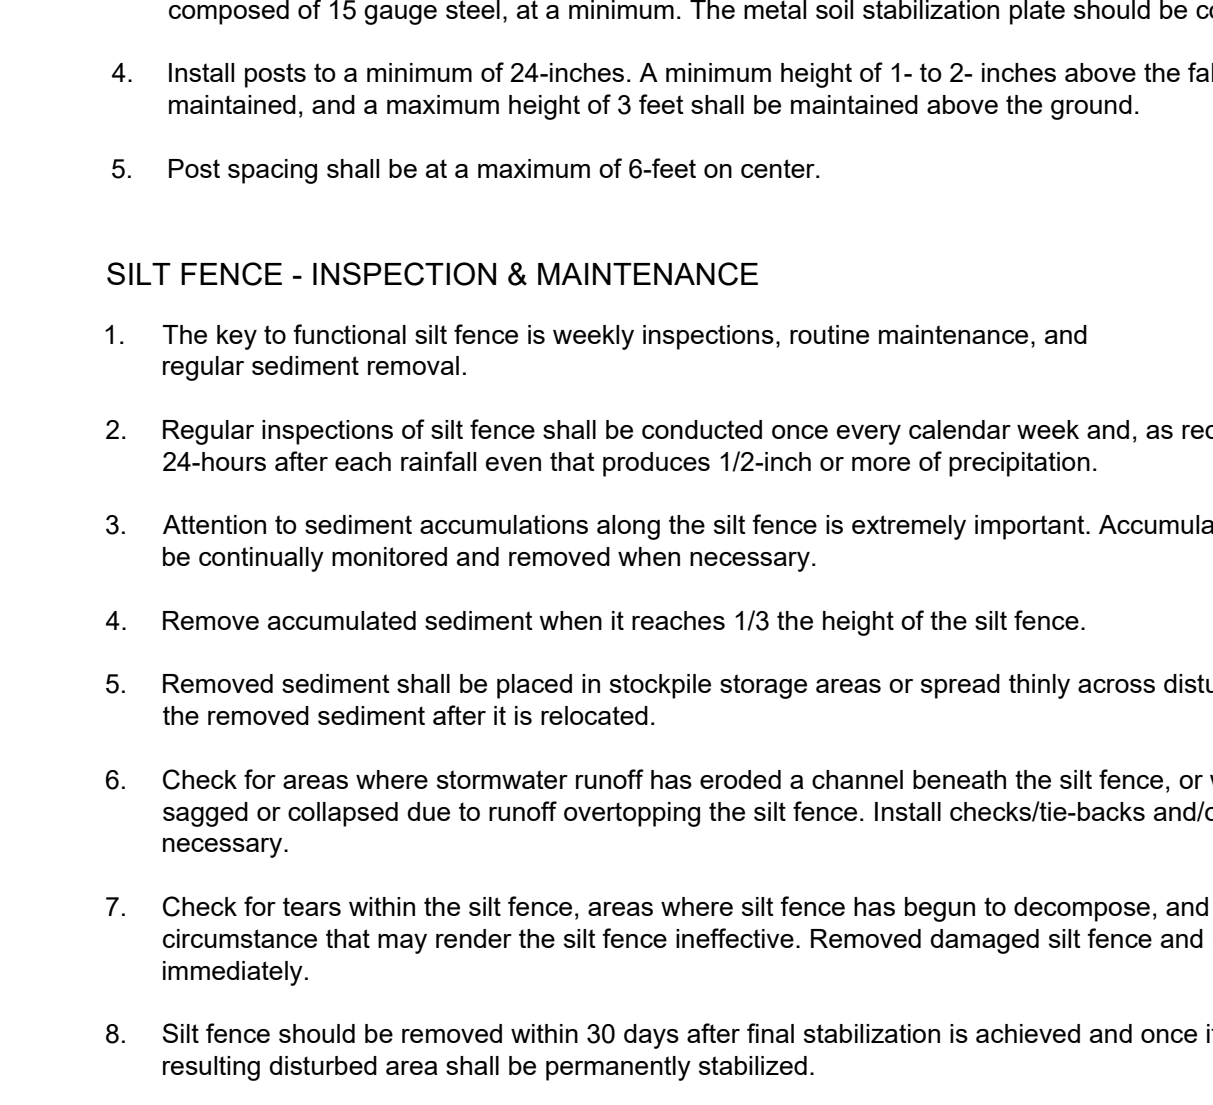 composed of 15 gauge steel, at a minimum. The metal soil stabilization plate should be
4. Install posts to a minimum of 24-inches. A minimum height of 1- to 2- inches above the
maintained, and a maximum height of 3 feet shall be maintained above the ground.
5. Post spacing shall be at a maximum of 6-feet on center.
SILT FENCE - INSPECTION & MAINTENANCE
1. The key to functional silt fence is weekly inspections, routine maintenance, and
regular sediment removal.
2. Regular inspections of silt fence shall be conducted once every calendar week and, as
24-hours after each rainfall even that produces 1/2-inch or more of precipitation.
3. Attention to sediment accumulations along the silt fence is extremely important.
be continually monitored and removed when necessary.
4. Remove accumulated sediment when it reaches 1/3 the height of the silt fence.
5. Removed sediment shall be placed in stockpile storage areas or spread thinly across
the removed sediment after it is relocated.
6. Check for areas where stormwater runoff has eroded a channel beneath the silt fence, or
sagged or collapsed due to runoff overtopping the silt fence. Install checks/tie-backs
necessary.
7. Check for tears within the silt fence, areas where silt fence has begun to decompose, and
circumstance that may render the silt fence ineffective. Removed damaged silt fence and
immediately.
8. Silt fence should be removed within 30 days after final stabilization is achieved and once
resulting disturbed area shall be permanently stabilized.